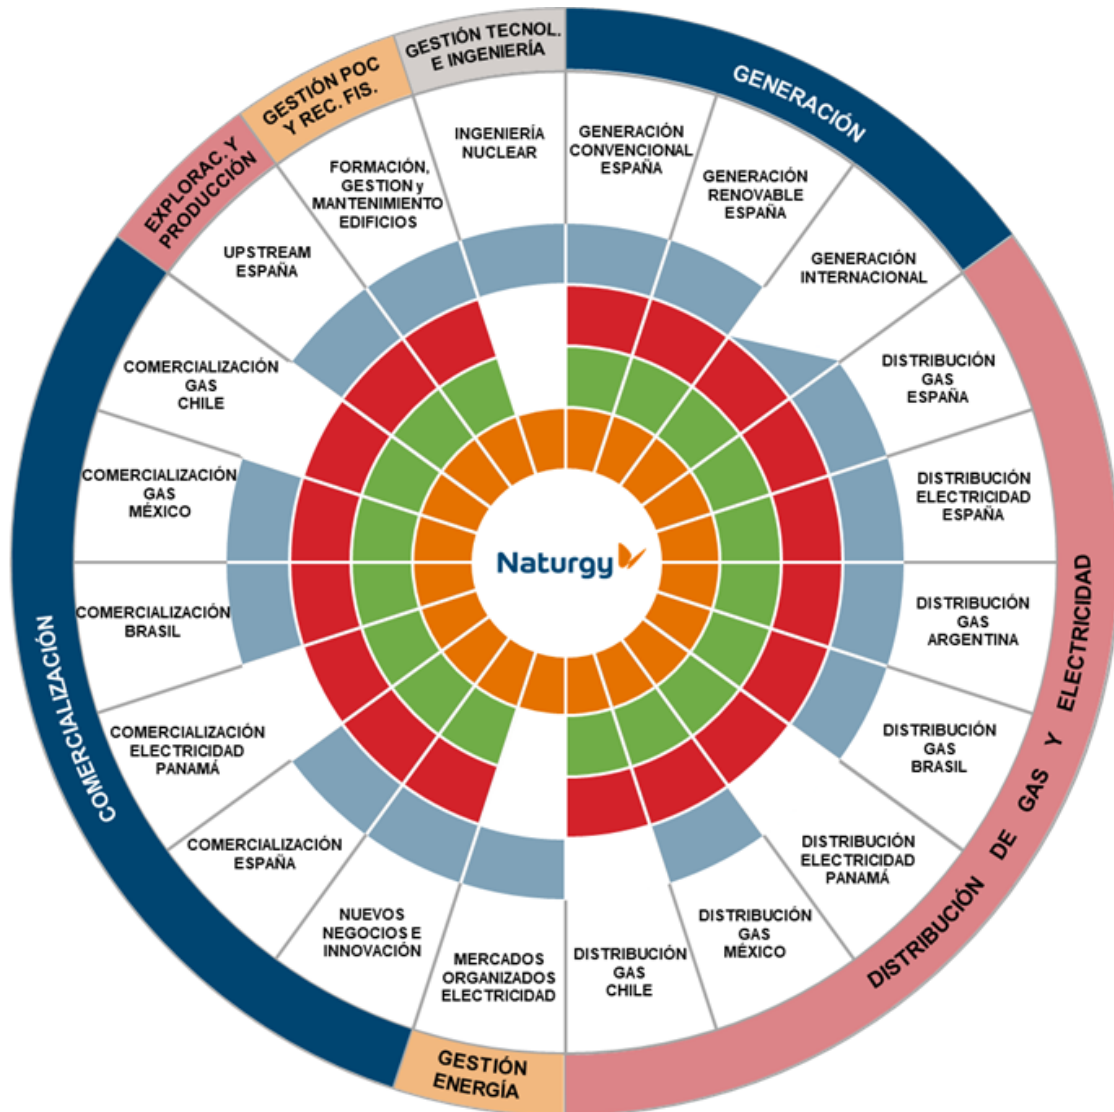 GESTIÓN TECNOL.
E INGENIERÍA
GENERACIÓN
GESTIÓN POC
Y REC. FIS.
EXPLORAC. Y
PRODUCCIÓN
INGENIERÍA
NUCLEAR
GENERACIÓN
CONVENCIONAL
ESPAÑA
GENERACIÓN
RENOVABLE
ESPAÑA
GENERACIÓN
INTERNACIONAL
DISTRIBUCIÓN
GAS
ESPAÑA
DISTRIBUCIÓN
ELECTRICIDAD
ESPAÑA
DISTRIBUCIÓN
GAS
ARGENTINA
DISTRIBUCIÓN
GAS
BRASIL
DISTRIBUCIÓN
ELECTRICIDAD
PANAMÁ
DISTRIBUCIÓN
GAS
MÉXICO
DISTRIBUCIÓN
GAS
CHILE
MERCADOS
ORGANIZADOS
ELECTRICIDAD
NUEVOS
NEGOCIOS E
INNOVACIÓN
COMERCIALIZACIÓN
ESPAÑA
COMERCIALIZACIÓN
ELECTRICIDAD
PANAMÁ
COMERCIALIZACIÓN
BRASIL
COMERCIALIZACIÓN
GAS
MÉXICO
COMERCIALIZACIÓN
GAS
CHILE
UPSTREAM
ESPAÑA
FORMACIÓN,
GESTION y
MANTENIMIENTO
EDIFICIOS
Naturgy
DISTRIBUCIÓN DE GAS Y ELECTRICIDAD
GESTIÓN
ENERGÍA
COMERCIALIZACIÓN